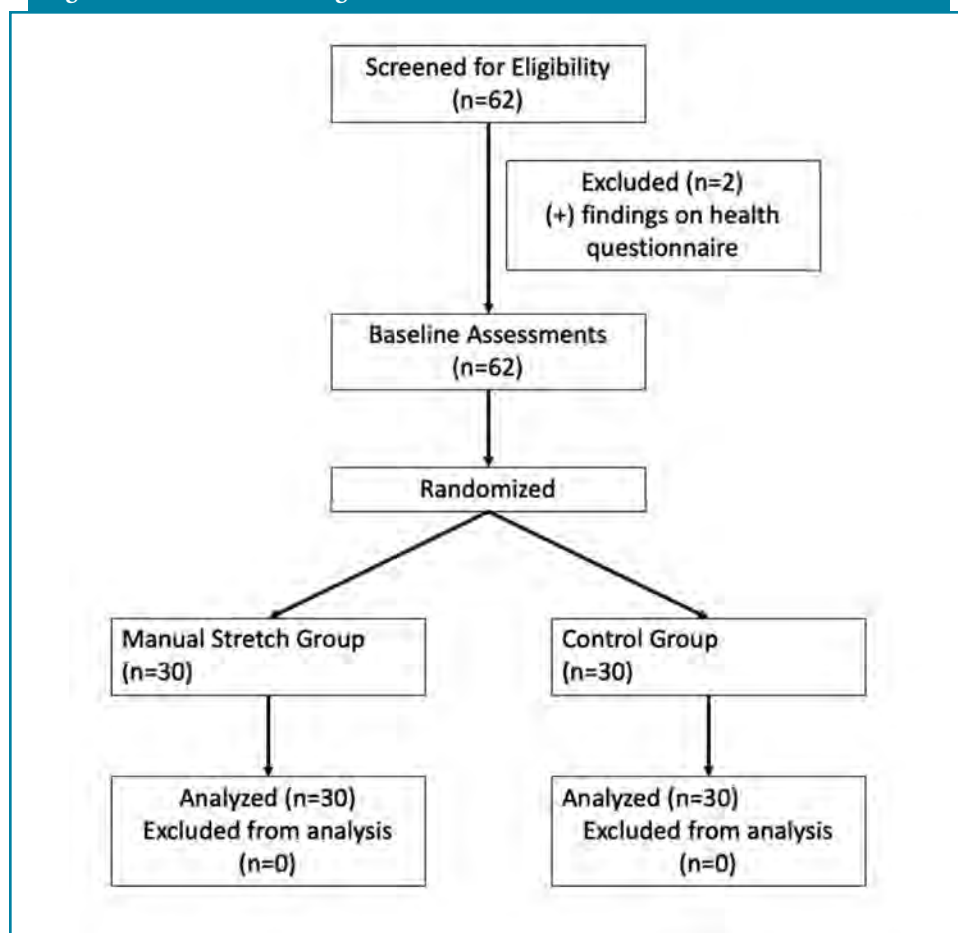 Screened for Eligibility
(n=62)
Excluded (n=2)
(+) findings on health
questionnaire
Baseline Assessments
(n=62)
Randomized
Manual Stretch Group
(n=30)
Control Group
(n=30)
Analyzed (n=30)
Excluded from analysis
(n=0)
Analyzed (n=30)
Excluded from analysis
(n=0)